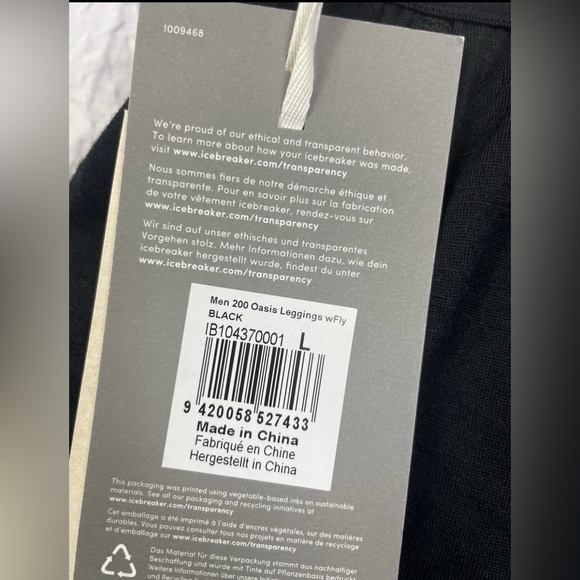 1009468
We're proud of our ethical and transparent behavior.
To learn more about how your icebreaker was made,
visit www.icebreaker.com/transparency
Nous sommes fiers de notre démarche éthique et
transparente. Pour en savoir plus sur la fabrication
de votre vêtement icebreaker, rendez-vous sur
www.icebreaker.com/transparency
Wir sind auf unser ethisches und transparentes
Vorgehen stolz. Mehr Informationen dazu, wie dein
icebreaker hergestellt wurde, findest du unter
www.icebreaker.com/transparency
Men 200 Oasis Leggings wFly
BLACK
IB104370001 L
9 420058 527433
Made in China
Fabriqué en Chine
Hergestellt in China
This packaging was printed using vegetable-based inks on sustainable
materials. See all our packaging and recycling initiatives at
www.icebreaker.com/transparency
Cet emballage a été imprimé à l'aide d'encres végétales, sur des matières
durables. Vous pouvez consulter tous nos projets en matière de recyclage
et d'emballage sur www.icebreaker.com/transparency
Das Material für diese Verpackung stammt aus nachhaltiger
Beschaffung und wurde mit Tinte auf Pflanzenbasis bedruckt
Weitere Informationen über unsere
und Recycling